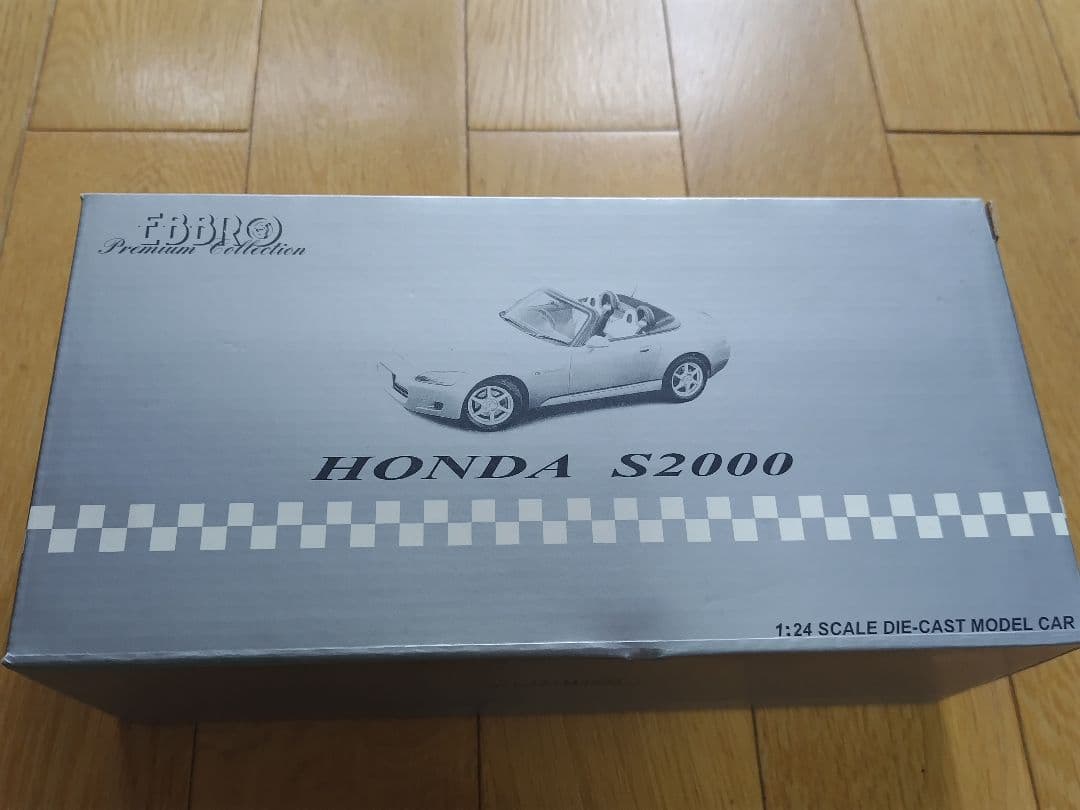 EBBRO
Premium Collection
HONDA S2000
1:24 SCALE DIE-CAST MODEL CAR